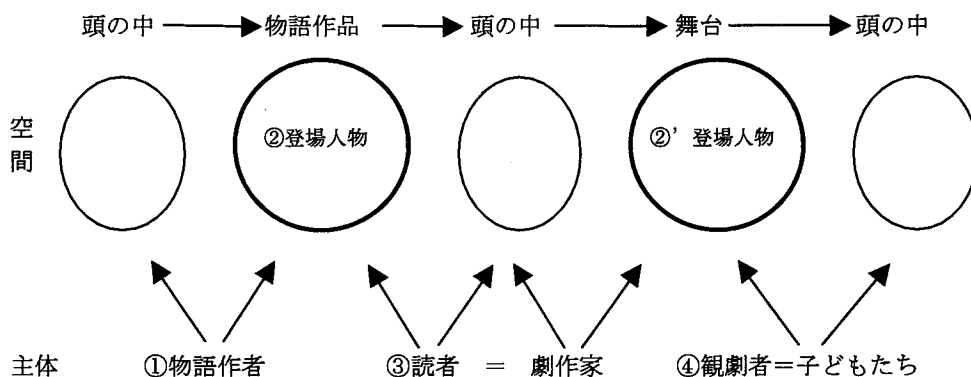 頭の中 物語作品 頭の中 舞台 頭の中
空間
②登場人物 ②’登場人物
主体 ①物語作者 ③読者 = 劇作家 ④観劇者=子どもたち